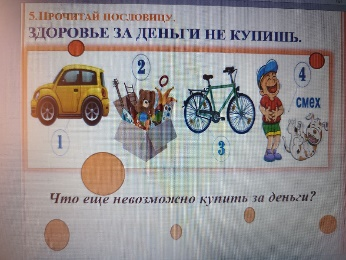 5.ПРОЧИТАЙ ПОСЛОВИЦУ.
ЗДОРОВЬЕ ЗА ДЕНЬГИ НЕ КУПИШЬ.
1
2
3
4
смех
Что еще невозможно купить за деньги?